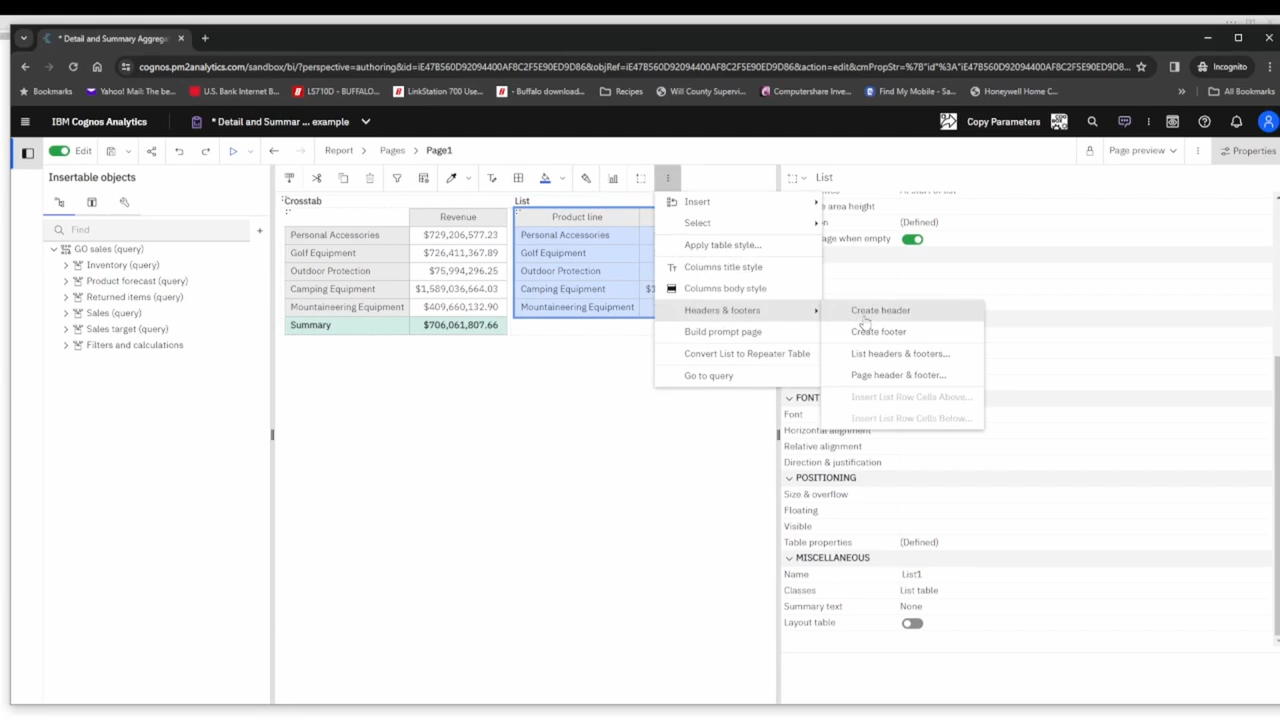 * Detail and Summary Aggrega
cognos.pm2analytics.com/sandbox/bi/?perspective=authoring&id=iE47B560D92094400AF8C2F5E90ED9D86&objRef=iE47B560D92094400AF8C2F5E90ED9D86&action=edit&cmPropStr=%7B"id"%3A"iE47B560D92094400AF8C2F5E90ED9D86%...
Incognito
Bookmarks
Yahoo! Mail: The be...
U.S. Bank Internet B...
LS710D - BUFFALO...
LinkStation 700 Use...
- Buffalo download...
Recipes
Will County Supervi...
Computershare Inve...
Find My Mobile - Sa...
Honeywell Home C...
All Bookmarks
IBM Cognos Analytics
* Detail and Summar ... example
Copy Parameters
Edit
Report
Pages
Page1
Page preview
Properties
Insertable objects
Find
GO sales (query)
Inventory (query)
Product forecast (query)
Returned items (query)
Sales (query)
Sales target (query)
Filters and calculations
Crosstab
Revenue
Personal Accessories $729,206,577.23
Golf Equipment $726,411,367.89
Outdoor Protection $75,994,296.25
Camping Equipment $1,589,036,664.03
Mountaineering Equipment $409,660,132.90
Summary $706,061,807.66
List
Product line
Personal Accessories
Golf Equipment
Outdoor Protection
Camping Equipment $1
Mountaineering Equipment
Insert
Select
Apply table style...
Columns title style
Columns body style
Headers & footers
Build prompt page
Convert List to Repeater Table
Go to query
Create header
Create footer
List headers & footers...
Page header & footer...
Insert List Row Cells Above...
Insert List Row Cells Below...
List
e area height
n (Defined)
age when empty
FONT
Font
Horizontal alignment
Relative alignment
Direction & justification
POSITIONING
Size & overflow
Floating
Visible
Table properties (Defined)
MISCELLANEOUS
Name List1
Classes List table
Summary text None
Layout table